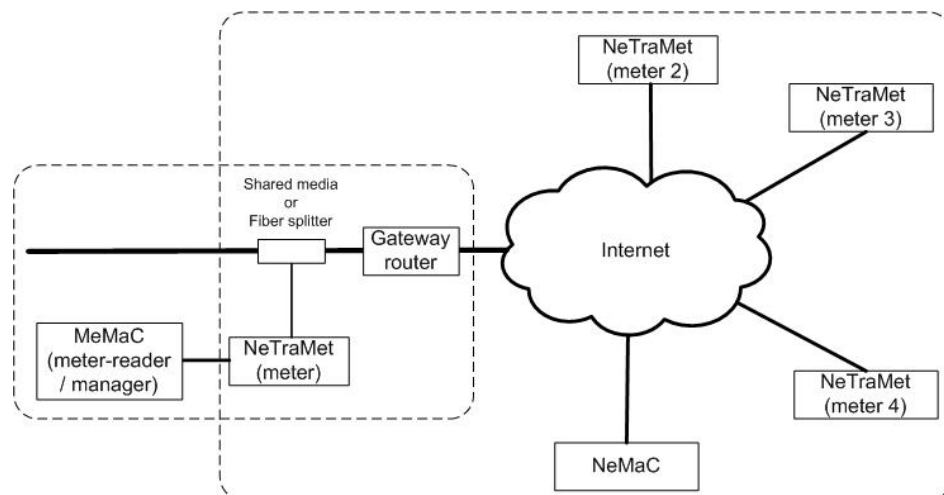 NeTraMet
(meter 2)
NeTraMet
(meter 3)
Shared media
or
Fiber splitter
Gateway
router
Internet
MeMaC
(meter-reader
/ manager)
NeTraMet
(meter)
NeTraMet
(meter 4)
NeMaC